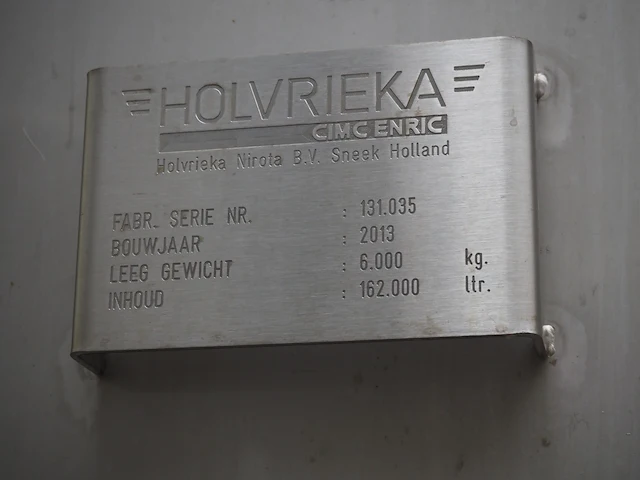 HOLVRIEKA
CIMC ENRIC
Holvrieka Nirota B.V. Sneek Holland
FABR. SERIE NR. : 131.035
BOUWJAAR : 2013
LEEG GEWICHT : 6.000 kg.
INHOUD : 162.000 ltr.